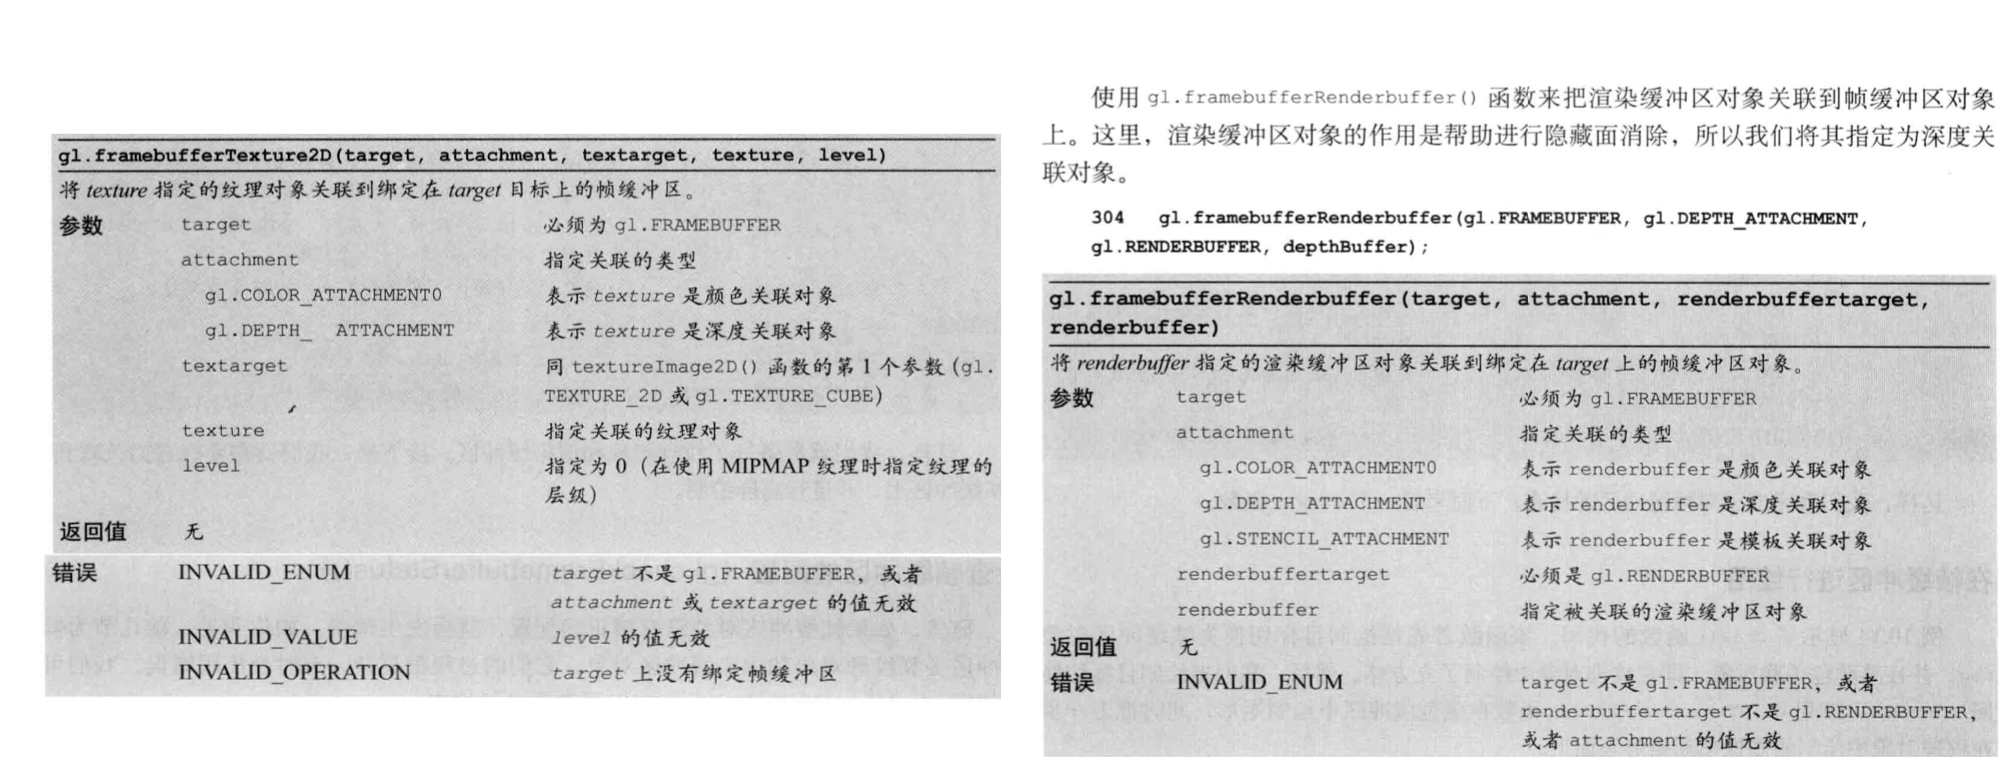 gl.framebufferTexture2D(target, attachment, textarget, texture, level)
将 texture 指定的纹理对象关联到绑定在 target 目标上的帧缓冲区。
参数 target 必须为 gl.FRAMEBUFFER
attachment 指定关联的类型
gl.COLOR_ATTACHMENT0 表示 texture 是颜色关联对象
gl.DEPTH_ ATTACHMENT 表示 texture 是深度关联对象
textarget 同 textureImage2D() 函数的第 1 个参数 (gl.
TEXTURE_2D 或 gl.TEXTURE_CUBE)
texture 指定关联的纹理对象
level 指定为 0（在使用 MIPMAP 纹理时指定纹理的
层级）
返回值 无
错误 INVALID_ENUM target 不是 gl.FRAMEBUFFER，或者
attachment 或 textarget 的值无效
INVALID_VALUE level 的值无效
INVALID_OPERATION target 上没有绑定帧缓冲区
使用 gl.framebufferRenderbuffer() 函数来把渲染缓冲区对象关联到帧缓冲区对象
上。这里，渲染缓冲区对象的作用是帮助进行隐藏面消除，所以我们将其指定为深度关
联对象。
304 gl.framebufferRenderbuffer(gl.FRAMEBUFFER, gl.DEPTH_ATTACHMENT,
gl.RENDERBUFFER, depthBuffer);
gl.framebufferRenderbuffer(target, attachment, renderbuffertarget,
renderbuffer)
将 renderbuffer 指定的渲染缓冲区对象关联到绑定在 target 上的帧缓冲区对象。
参数 target 必须为 gl.FRAMEBUFFER
attachment 指定关联的类型
gl.COLOR_ATTACHMENT0 表示 renderbuffer 是颜色关联对象
gl.DEPTH_ATTACHMENT 表示 renderbuffer 是深度关联对象
gl.STENCIL_ATTACHMENT 表示 renderbuffer 是模板关联对象
renderbuffertarget 必须是 gl.RENDERBUFFER
renderbuffer 指定被关联的渲染缓冲区对象
返回值 无
错误 INVALID_ENUM target 不是 gl.FRAMEBUFFER，或者
renderbuffertarget 不是 gl.RENDERBUFFER，
或者 attachment 的值无效